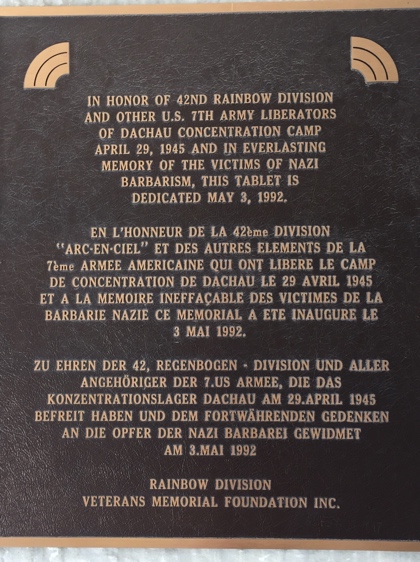 IN HONOR OF 42ND RAINBOW DIVISION
AND OTHER U.S. 7TH ARMY LIBERATORS
OF DACHAU CONCENTRATION CAMP
APRIL 29, 1945 AND IN EVERLASTING
MEMORY OF THE VICTIMS OF NAZI
BARBARISM, THIS TABLET IS
DEDICATED MAY 3, 1992.
EN L'HONNEUR DE LA 42ème DIVISION
"ARC-EN-CIEL" ET DES AUTRES ELEMENTS DE LA
7ème ARMEE AMERICAINE QUI ONT LIBERE LE CAMP
DE CONCENTRATION DE DACHAU LE 29 AVRIL 1945
ET A LA MEMOIRE INEFFAÇABLE DES VICTIMES DE LA
BARBARIE NAZIE CE MEMORIAL A ETE INAUGURE LE
3 MAI 1992.
ZU EHREN DER 42, REGENBOGEN - DIVISION UND ALLER
ANGEHÖRIGER DER 7.US ARMEE, DIE DAS
KONZENTRATIONSLAGER DACHAU AM 29.APRIL 1945
BEFREIT HABEN UND DEM FORTWÄHRENDEN GEDENKEN
AN DIE OPFER DER NAZI BARBAREI GEWIDMET
AM 3.MAI 1992
RAINBOW DIVISION
VETERANS MEMORIAL FOUNDATION INC.